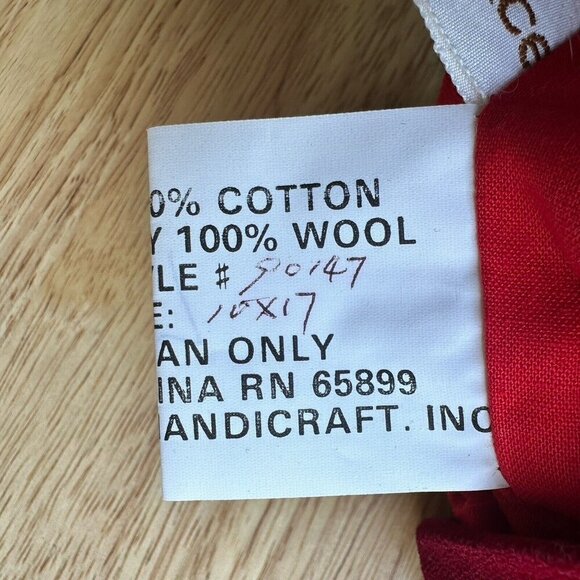 ce
0% COTTON
Y 100% WOOL
YLE # 90147
E: 10X17
AN ONLY
INA RN 65899
ANDICRAFT. INC